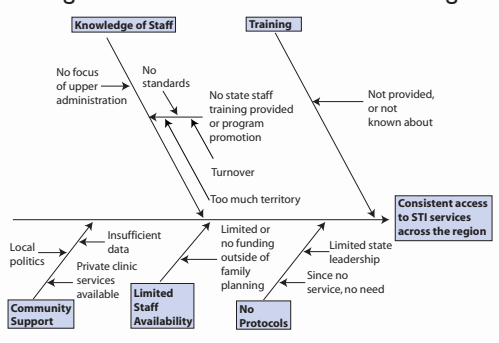 Knowledge of Staff
Training
No focus
of upper
administration
No
standards
No state staff
training provided
or program
promotion
Turnover
Too much territory
Not provided,
or not
known about
Consistent access
to STI services
across the region
Local
politics
Insufficient
data
Private clinic
services
available
Community
Support
Limited or
no funding
outside of
family
planning
Limited
Staff
Availability
Limited state
leadership
Since no
service, no need
No
Protocols